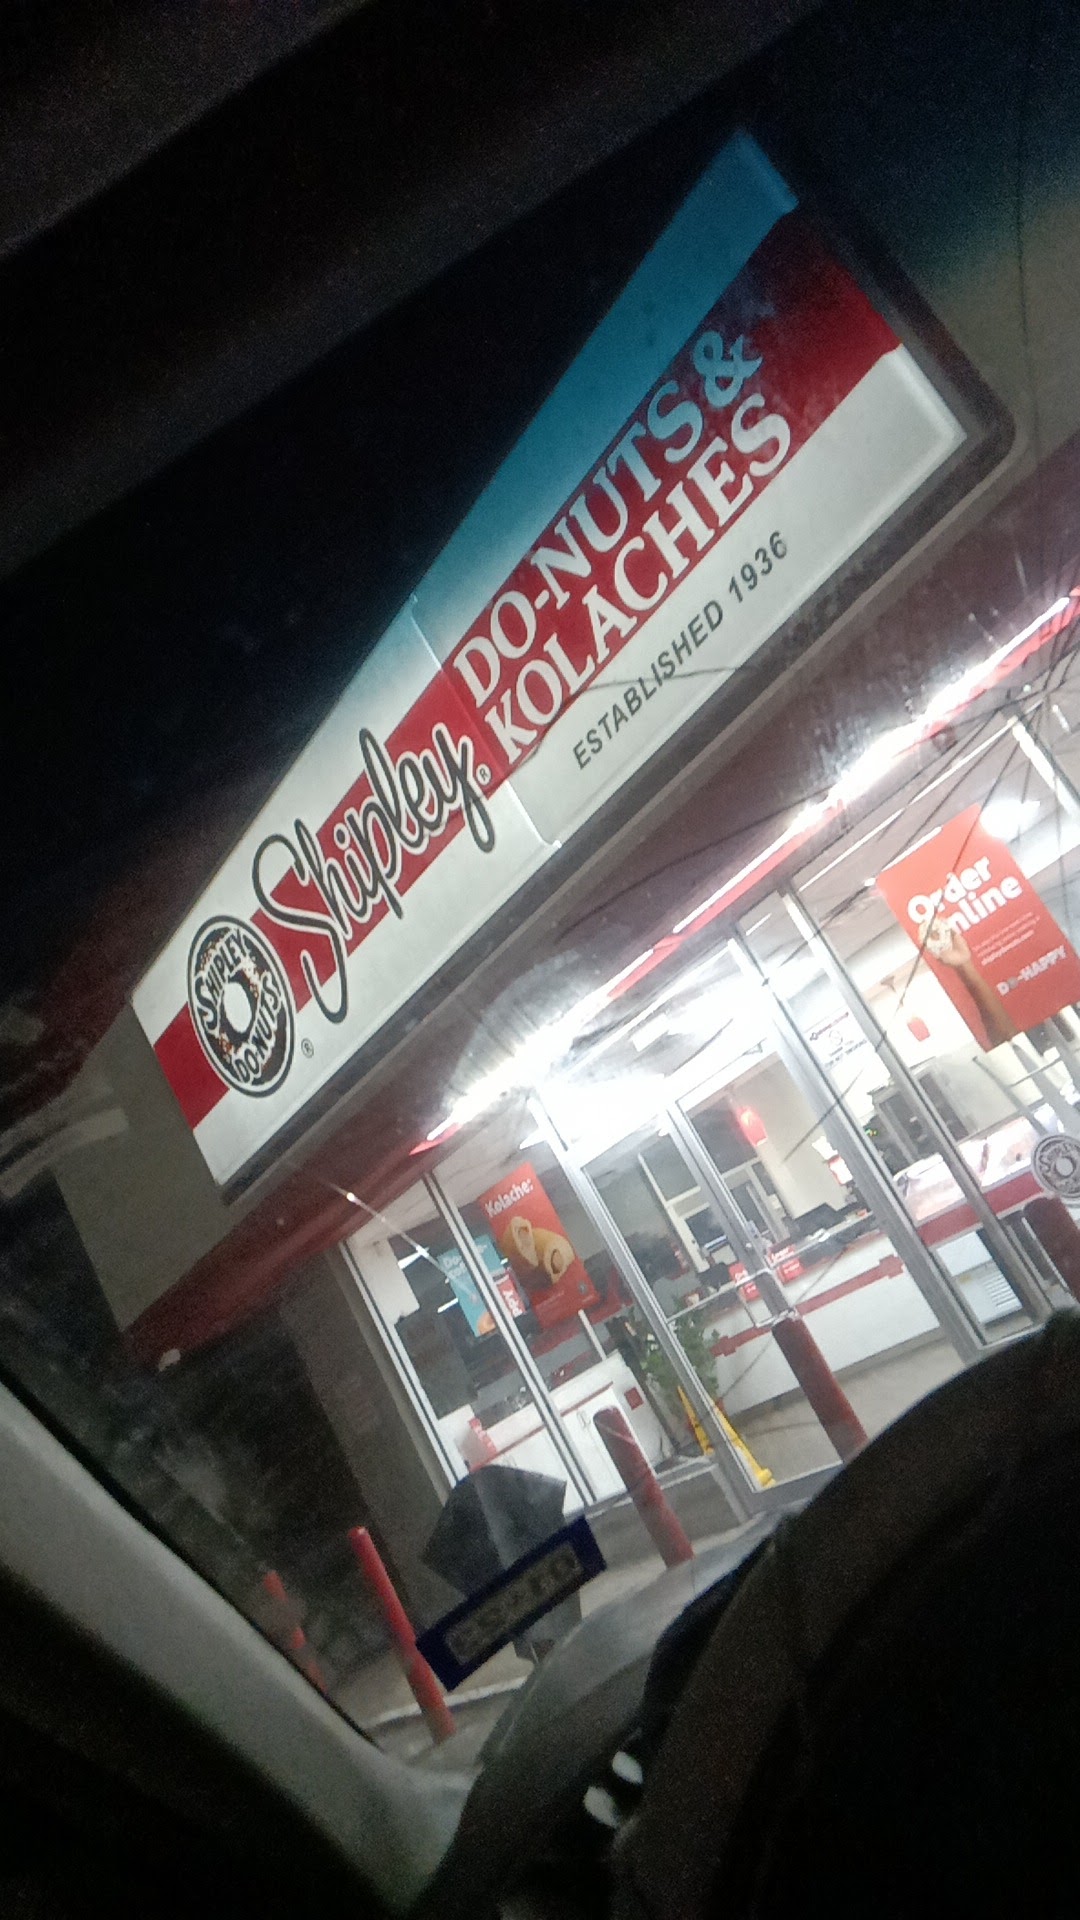 Shipley®
DO-NUTS &
KOLACHES
ESTABLISHED 1936
SHIPLEY
DO-NUTS
®
Order
Online
DO-HAPPY
Kolache